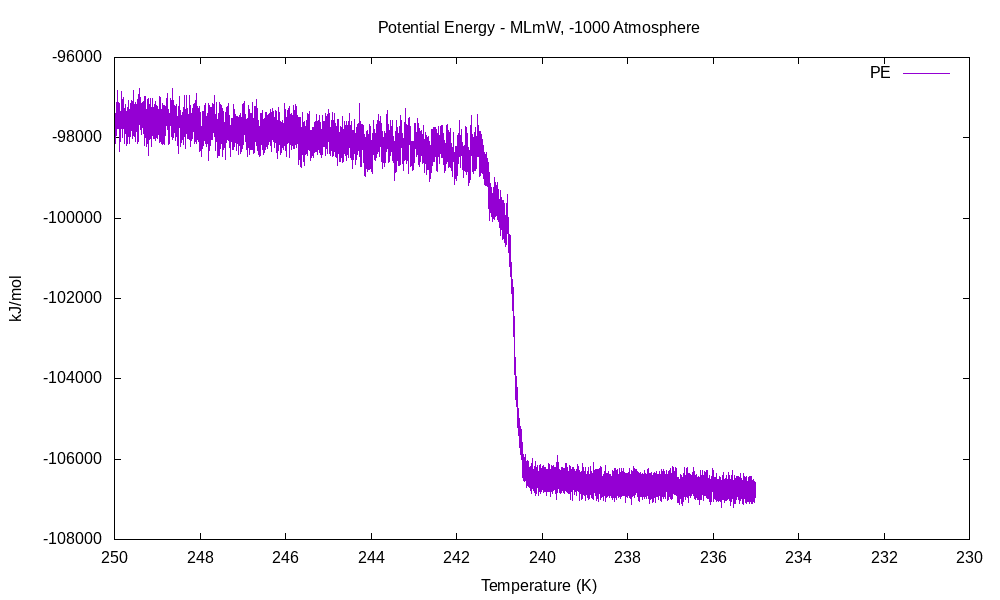 Potential Energy - MLmW, -1000 Atmosphere
-96000
PE
-98000
-100000
-102000
-104000
-106000
-108000
kJ/mol
250 248 246 244 242 240 238 236 234 232 230
Temperature (K)